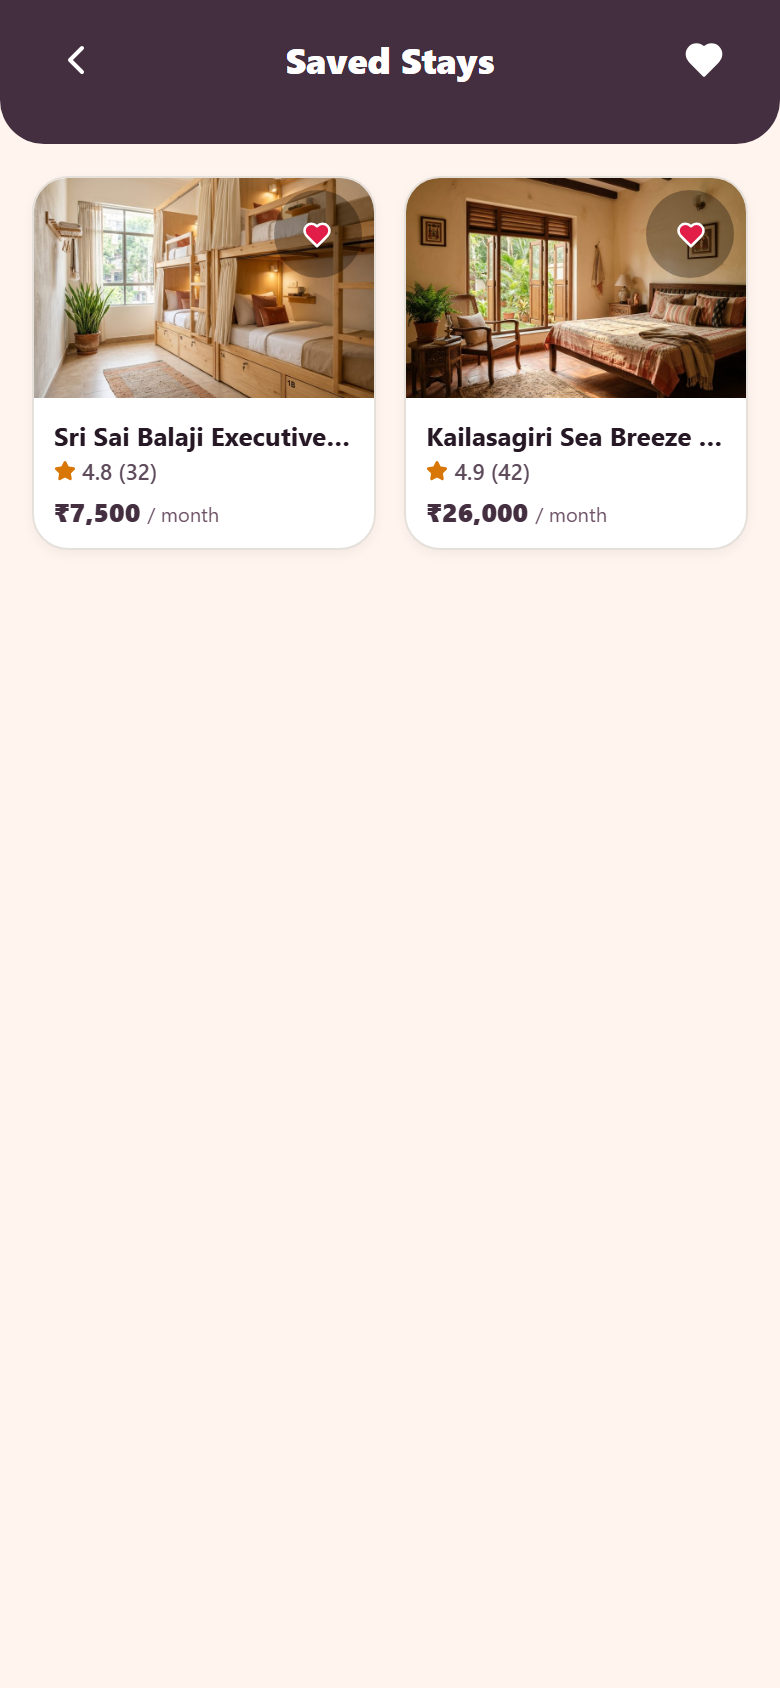 Saved Stays
Sri Sai Balaji Executive...
4.8 (32)
₹7,500 / month
Kailasagiri Sea Breeze ...
4.9 (42)
₹26,000 / month